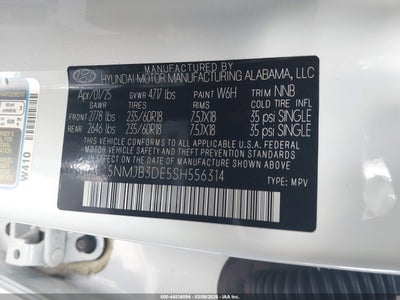 MANUFACTURED BY
HYUNDAI MOTOR MANUFACTURING ALABAMA, LLC
Apr/01/25 GVWR 4717 lbs PAINT W6H TRIM NNB
GAWR TIRES RIMS COLD TIRE INFL
FRONT 2778 lbs 235/60R18 7.5JX18 35 psi SINGLE
REAR 2646 lbs 235/60R18 7.5JX18 35 psi SINGLE
THIS VEHICLE CONFORMS TO ALL APPLICABLE
FEDERAL MOTOR VEHICLE SAFETY, BUMPER, AND
THEFT PREVENTION STANDARDS IN EFFECT ON THE
DATE OF MANUFACTURE SHOWN ABOVE.
5NMJB3DE5SH556314
TYPE: MPV
W410